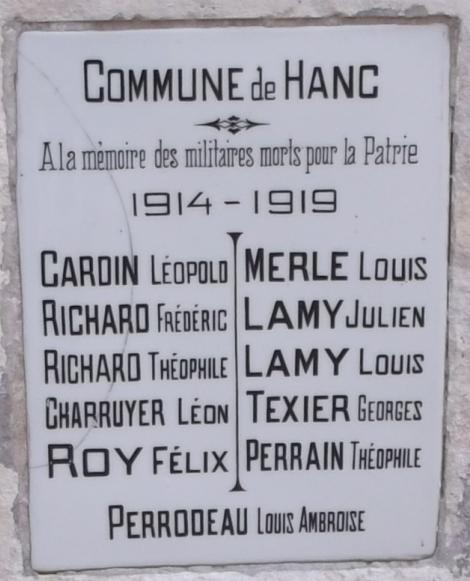 COMMUNE de HANC
A la mémoire des militaires morts pour la Patrie
1914 - 1919
CARDIN LÉOPOLD
RICHARD FRÉDÉRIC
RICHARD THÉOPHILE
CHARRUYER LÉON
ROY FÉLIX
MERLE LOUIS
LAMY JULIEN
LAMY LOUIS
TEXIER GEORGES
PERRAIN THÉOPHILE
PERRODEAU LOUIS AMBROISE